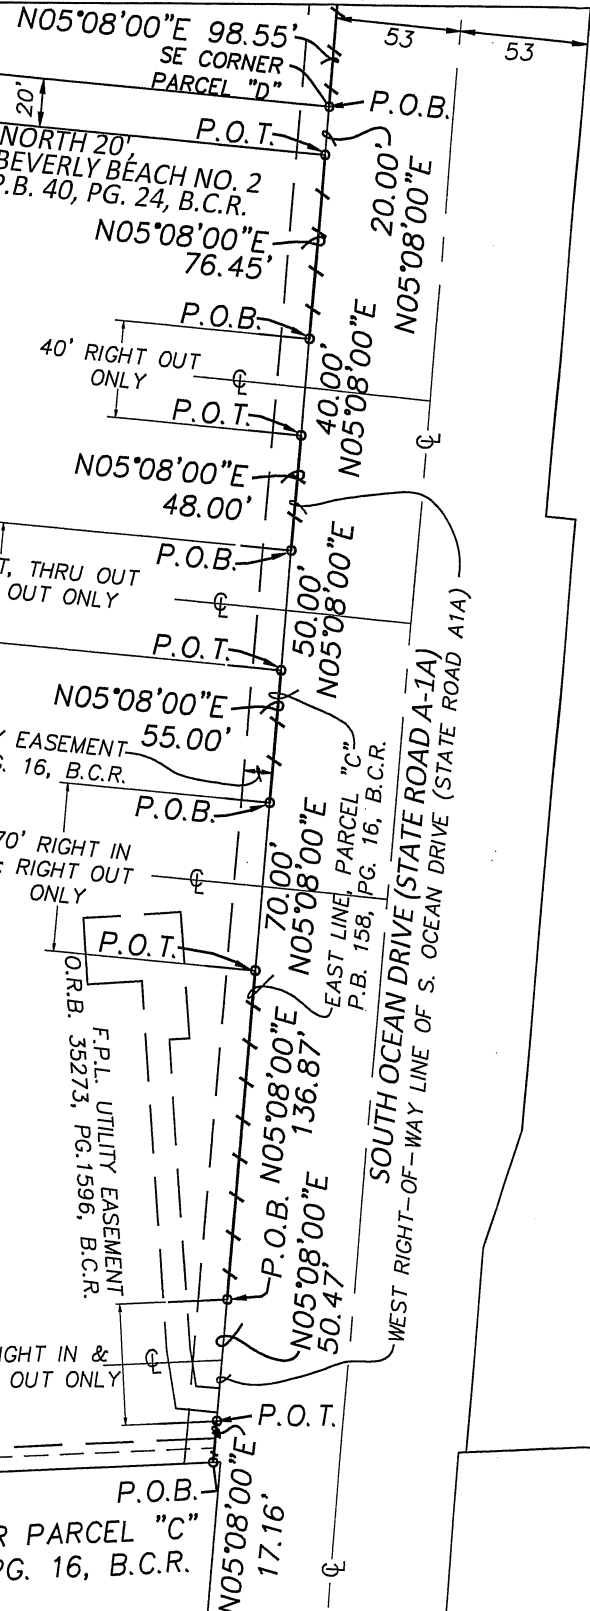 N05°08'00"E 98.55'
53
53
SE CORNER
PARCEL "D"
P.O.B.
20'
P.O.T.
NORTH 20',
BEVERLY BEACH NO. 2
P.B. 40, PG. 24, B.C.R.
20.00'
N05°08'00"E
N05°08'00"E
76.45'
P.O.B.
40' RIGHT OUT
ONLY
40.00'
N05°08'00"E
P.O.T.
N05°08'00"E
48.00'
P.O.B.
THRU OUT
OUT ONLY
50.00'
N05°08'00"E
P.O.T.
N05°08'00"E
55.00'
EASEMENT
16, B.C.R.
P.O.B.
70' RIGHT IN
& RIGHT OUT
ONLY
70.00'
N05°08'00"E
EAST LINE, PARCEL "C"
P.B. 158, PG. 16, B.C.R.
SOUTH OCEAN DRIVE (STATE ROAD A-1A)
WEST RIGHT-OF-WAY LINE OF S. OCEAN DRIVE (STATE ROAD A1A)
P.O.T.
F.P.L. UTILITY EASEMENT
O.R.B. 35273, PG.1596, B.C.R.
N05°08'00"E
136.87'
P.O.B.
N05°08'00"E
50.47'
RIGHT IN &
OUT ONLY
P.O.T.
P.O.B.
N05°08'00"E
17.16'
R PARCEL "C"
PG. 16, B.C.R.